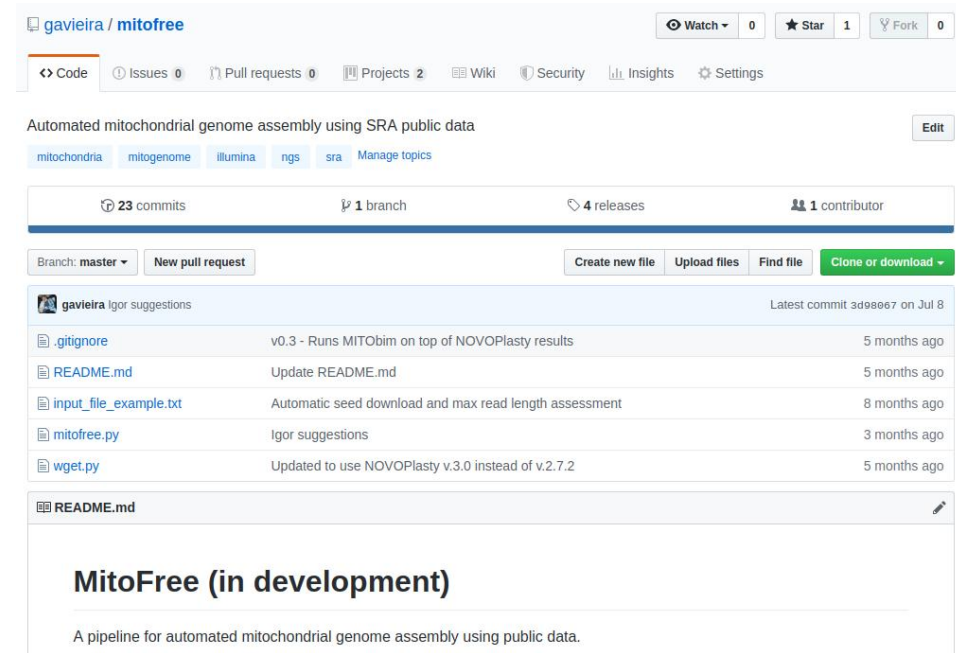 gavieira / mitofree Watch 0 Star 1 Fork 0
Code Issues 0 Pull requests 0 Projects 2 Wiki Security Insights Settings
Automated mitochondrial genome assembly using SRA public data Edit
mitochondria mitogenome illumina ngs sra Manage topics
23 commits 1 branch 4 releases 1 contributor
Branch: master New pull request Create new file Upload files Find file Clone or download
gavieira Igor suggestions Latest commit 3d98067 on Jul 8
.gitignore v0.3 - Runs MITObim on top of NOVOPlasty results 5 months ago
README.md Update README.md 5 months ago
input_file_example.txt Automatic seed download and max read length assessment 8 months ago
mitofree.py Igor suggestions 3 months ago
wget.py Updated to use NOVOPlasty v.3.0 instead of v.2.7.2 5 months ago
README.md
MitoFree (in development)
A pipeline for automated mitochondrial genome assembly using public data.